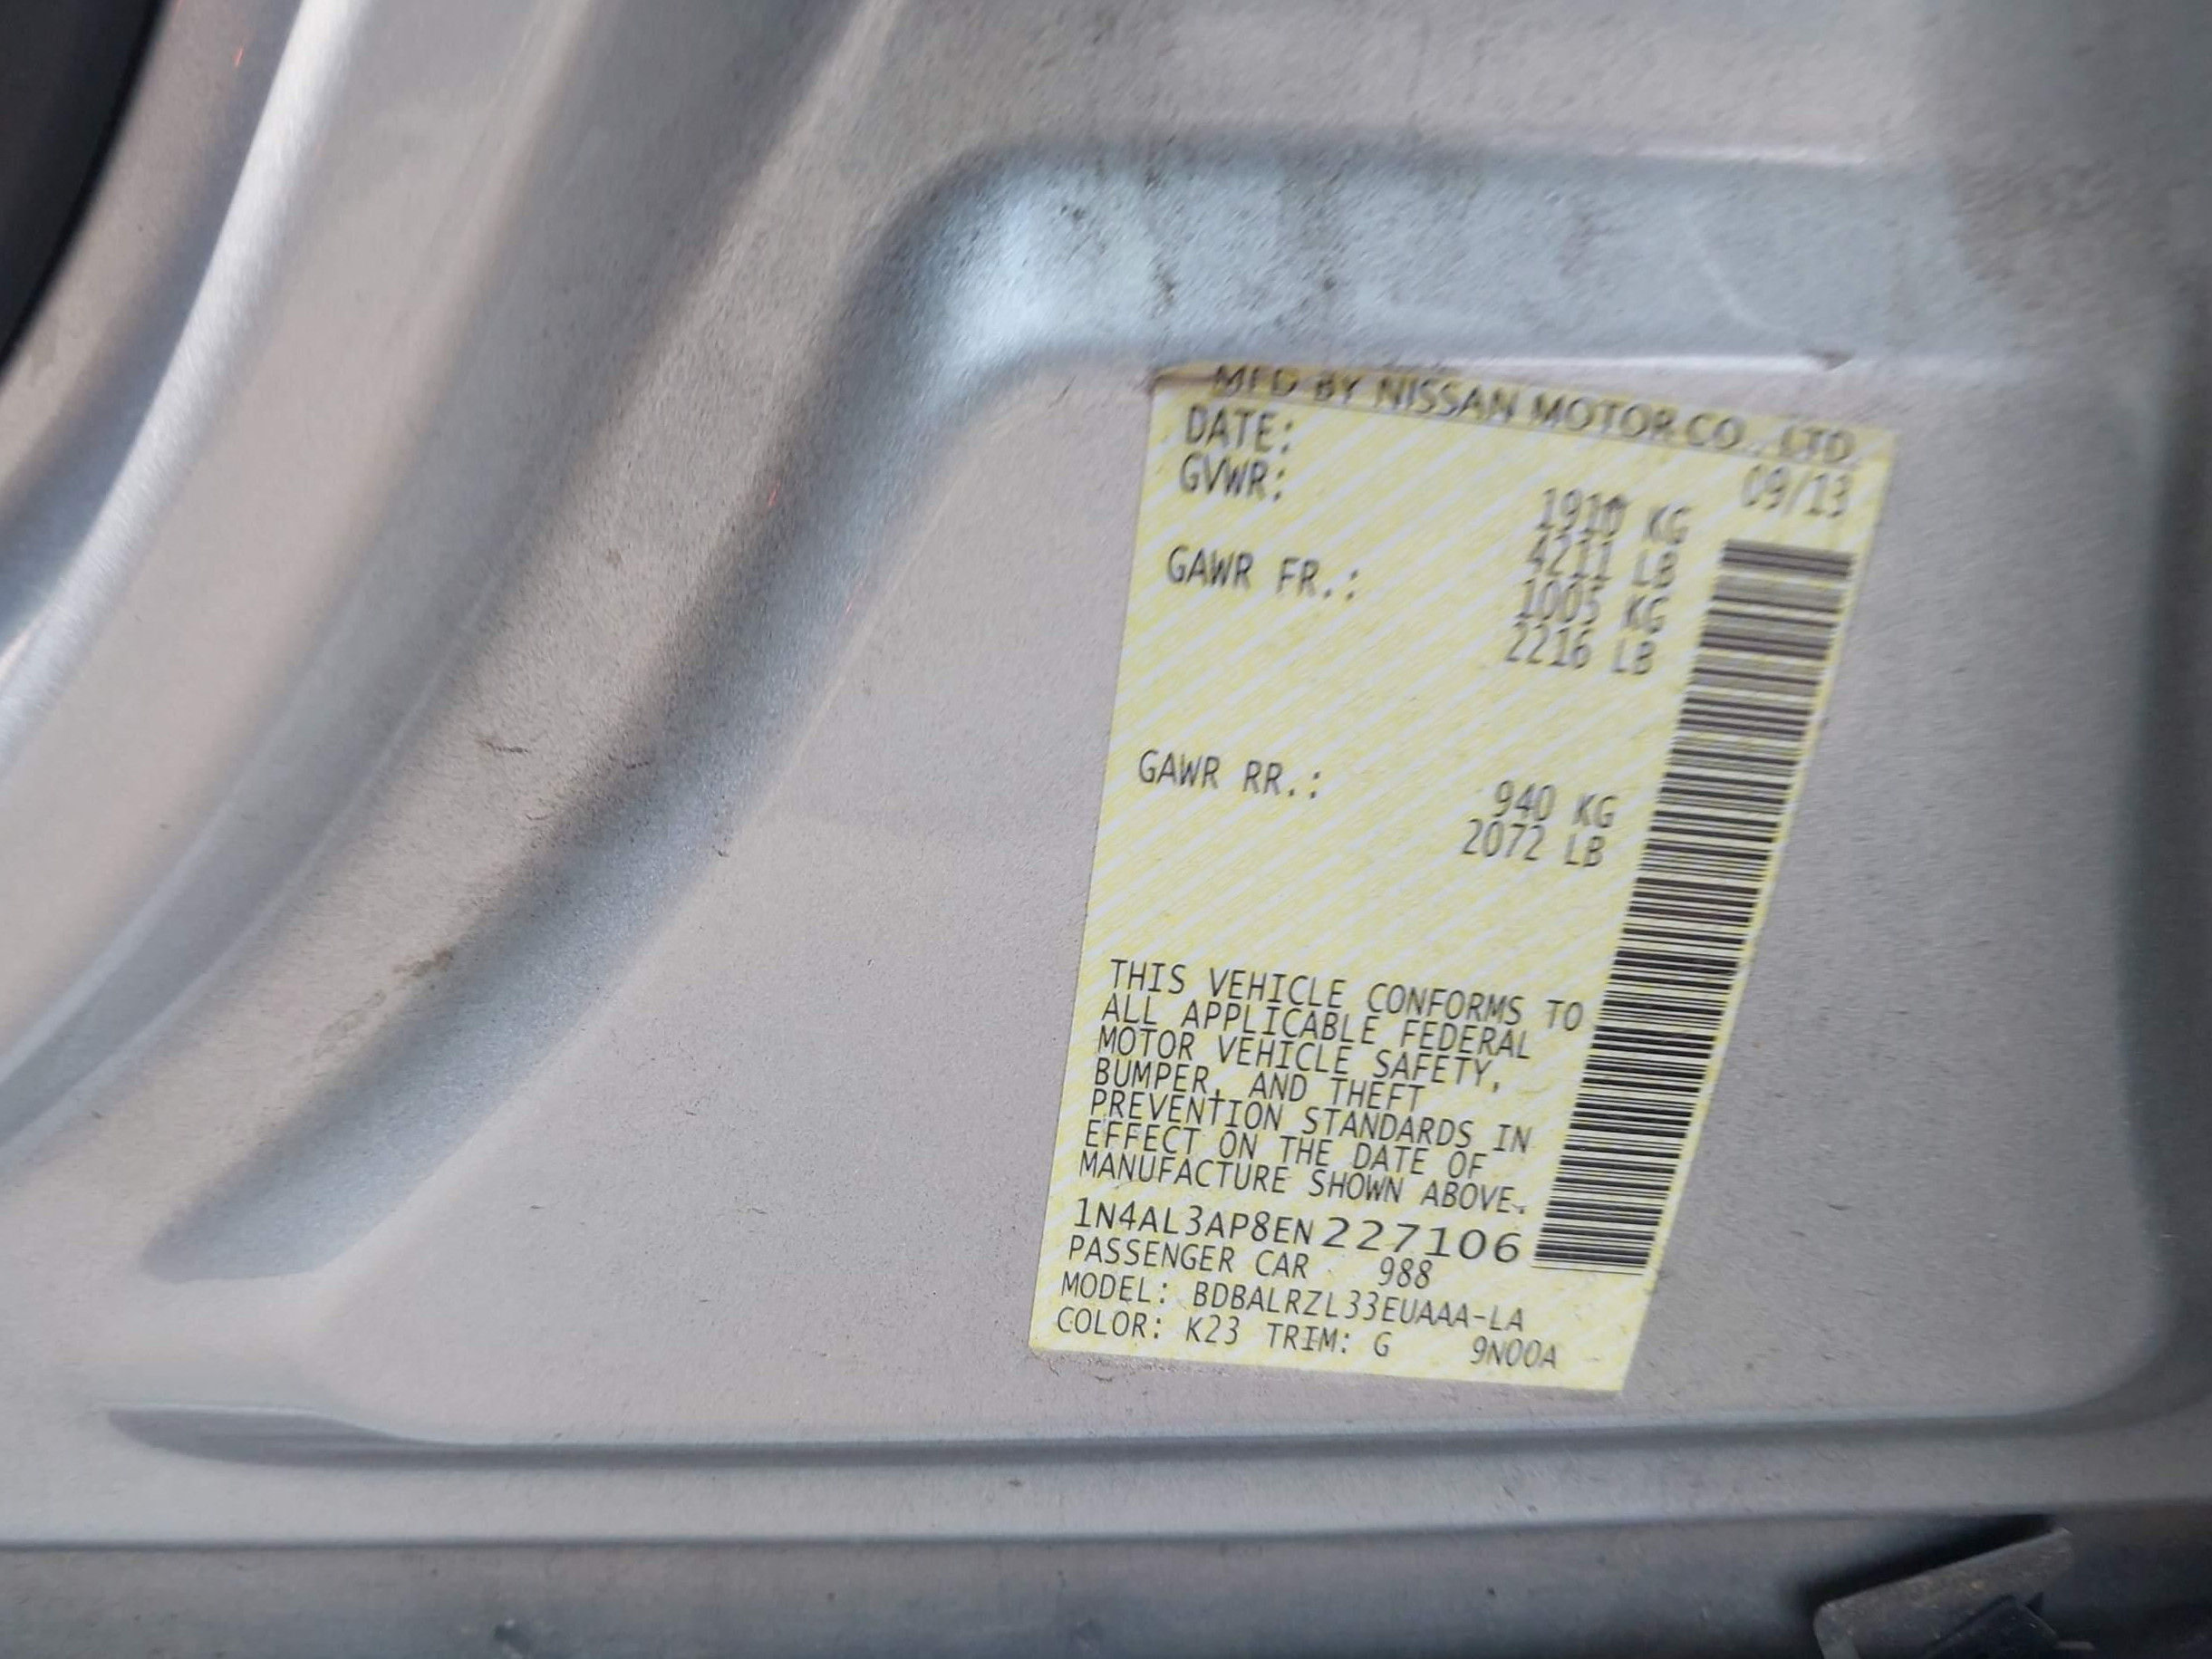 MFD BY NISSAN MOTOR CO., LTD.
DATE: 09/13
GVWR: 1910 KG
4211 LB
GAWR FR.: 1005 KG
2216 LB
GAWR RR.: 940 KG
2072 LB
THIS VEHICLE CONFORMS TO
ALL APPLICABLE FEDERAL
MOTOR VEHICLE SAFETY,
BUMPER, AND THEFT
PREVENTION STANDARDS IN
EFFECT ON THE DATE OF
MANUFACTURE SHOWN ABOVE.
1N4AL3AP8EN227106
PASSENGER CAR 988
MODEL: BDBALRZL33EUAAA-LA
COLOR: K23 TRIM: G 9N00A